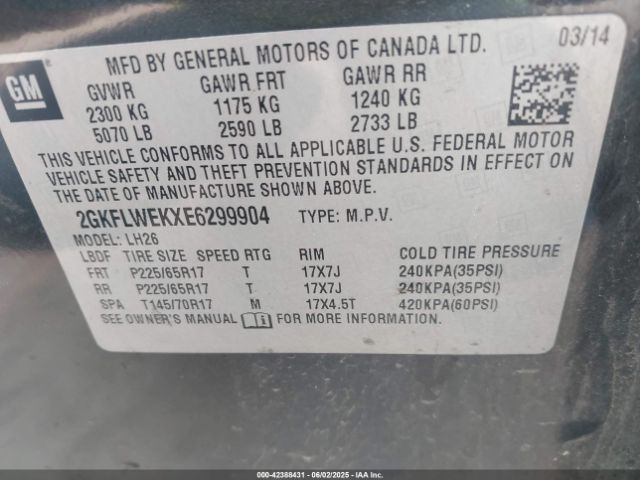 GM
MFD BY GENERAL MOTORS OF CANADA LTD. 03/14
GVWR GAWR FRT GAWR RR
2300 KG 1175 KG 1240 KG
5070 LB 2590 LB 2733 LB
THIS VEHICLE CONFORMS TO ALL APPLICABLE U.S. FEDERAL MOTOR
VEHICLE SAFETY AND THEFT PREVENTION STANDARDS IN EFFECT ON
THE DATE OF MANUFACTURE SHOWN ABOVE.
2GKFLWEKXE6299904 TYPE: M.P.V.
MODEL: LH26
LBDF TIRE SIZE SPEED RTG RIM COLD TIRE PRESSURE
FRT P225/65R17 T 17X7J 240KPA(35PSI)
RR P225/65R17 T 17X7J 240KPA(35PSI)
SPA T145/70R17 M 17X4.5T 420KPA(60PSI)
SEE OWNER'S MANUAL FOR MORE INFORMATION.
000-42388431 - 06/02/2025 - COPYRIGHT IAA, LLC